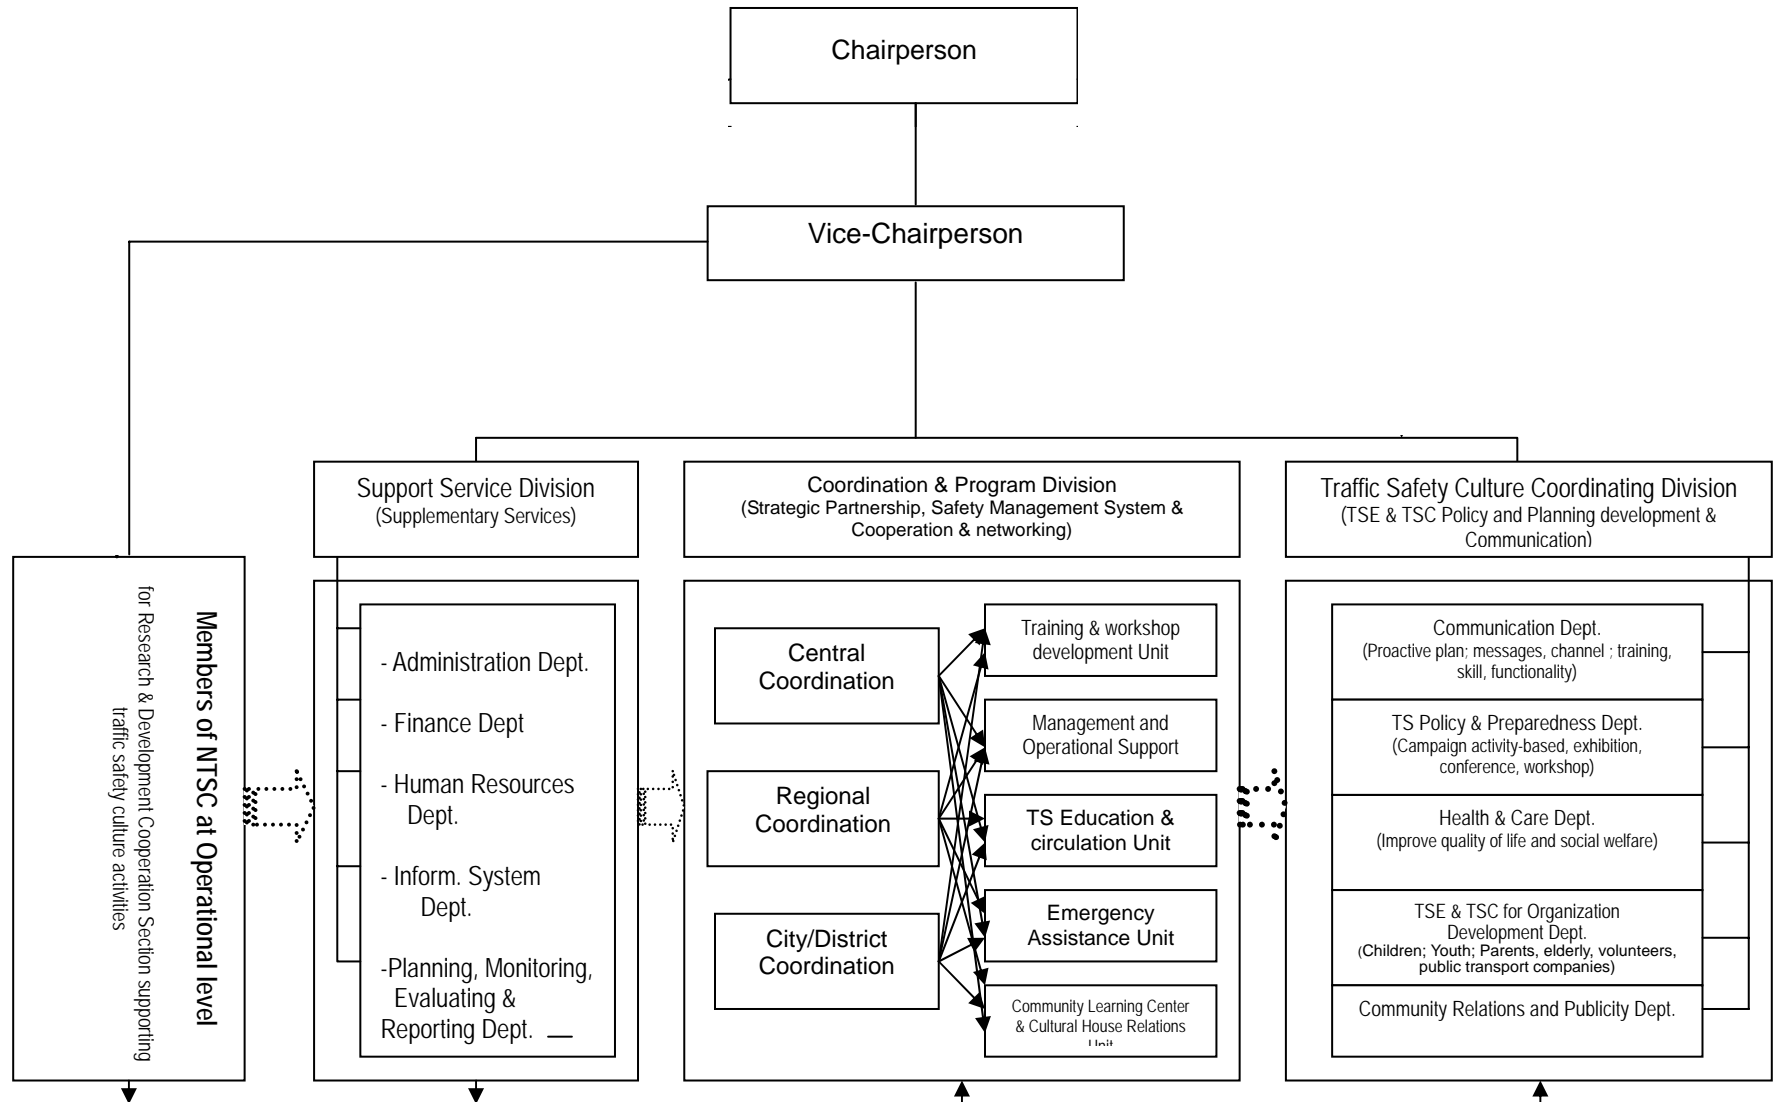 Chairperson
Vice-Chairperson
Support Service Division
(Supplementary Services)
Coordination & Program Division
(Strategic Partnership, Safety Management System &
Cooperation & networking)
Traffic Safety Culture Coordinating Division
(TSE & TSC Policy and Planning development &
Communication)
Members of NTSC at Operational level
for Research & Development Cooperation Section supporting
traffic safety culture activities
- Administration Dept.
- Finance Dept
- Human Resources
Dept.
- Inform. System
Dept.
-Planning, Monitoring,
Evaluating &
Reporting Dept.
Central
Coordination
Regional
Coordination
City/District
Coordination
Training & workshop
development Unit
Management and
Operational Support
TS Education &
circulation Unit
Emergency
Assistance Unit
Community Learning Center
& Cultural House Relations
Unit
Communication Dept.
(Proactive plan; messages, channel ; training,
skill, functionality)
TS Policy & Preparedness Dept.
(Campaign activity-based, exhibition,
conference, workshop)
Health & Care Dept.
(Improve quality of life and social welfare)
TSE & TSC for Organization
Development Dept.
(Children; Youth; Parents, elderly, volunteers,
public transport companies)
Community Relations and Publicity Dept.